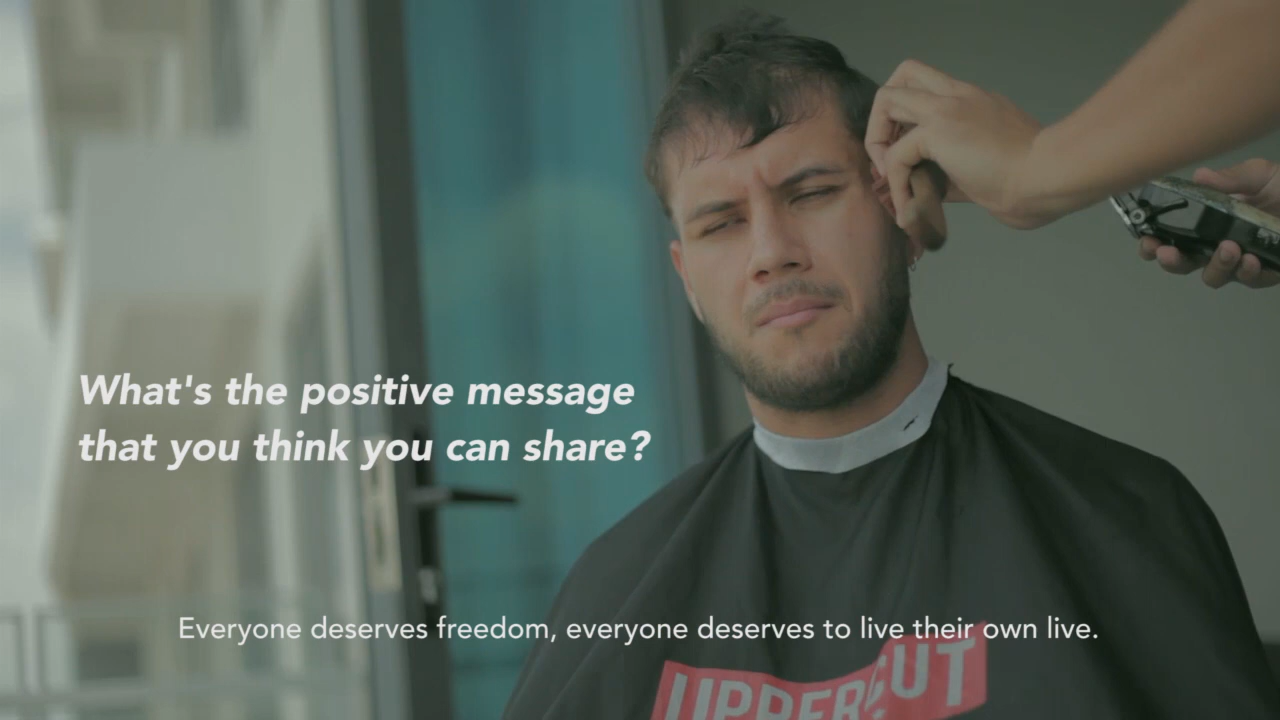 What's the positive message
that you think you can share?
Everyone deserves freedom, everyone deserves to live their own live.
UPPERCUT